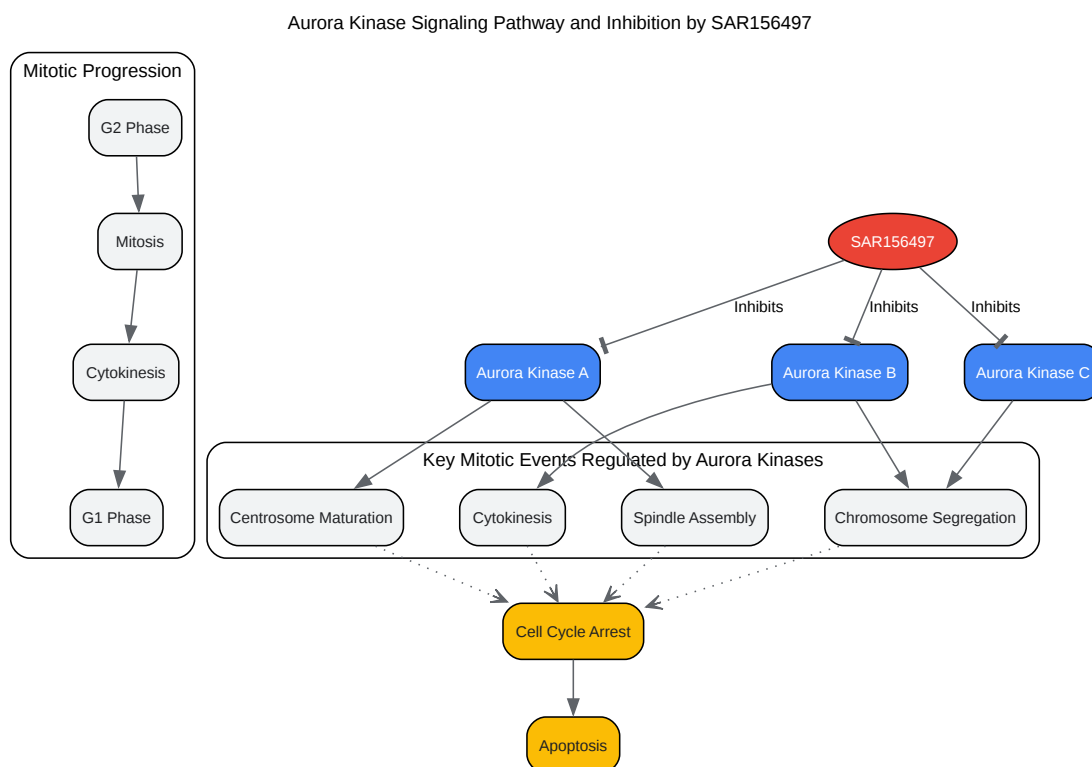 Aurora Kinase Signaling Pathway and Inhibition by SAR156497
Mitotic Progression
G2 Phase
Mitosis
Cytokinesis
G1 Phase
SAR156497
Inhibits
Inhibits
Inhibits
Aurora Kinase A
Aurora Kinase B
Aurora Kinase C
Key Mitotic Events Regulated by Aurora Kinases
Centrosome Maturation
Cytokinesis
Spindle Assembly
Chromosome Segregation
Cell Cycle Arrest
Apoptosis